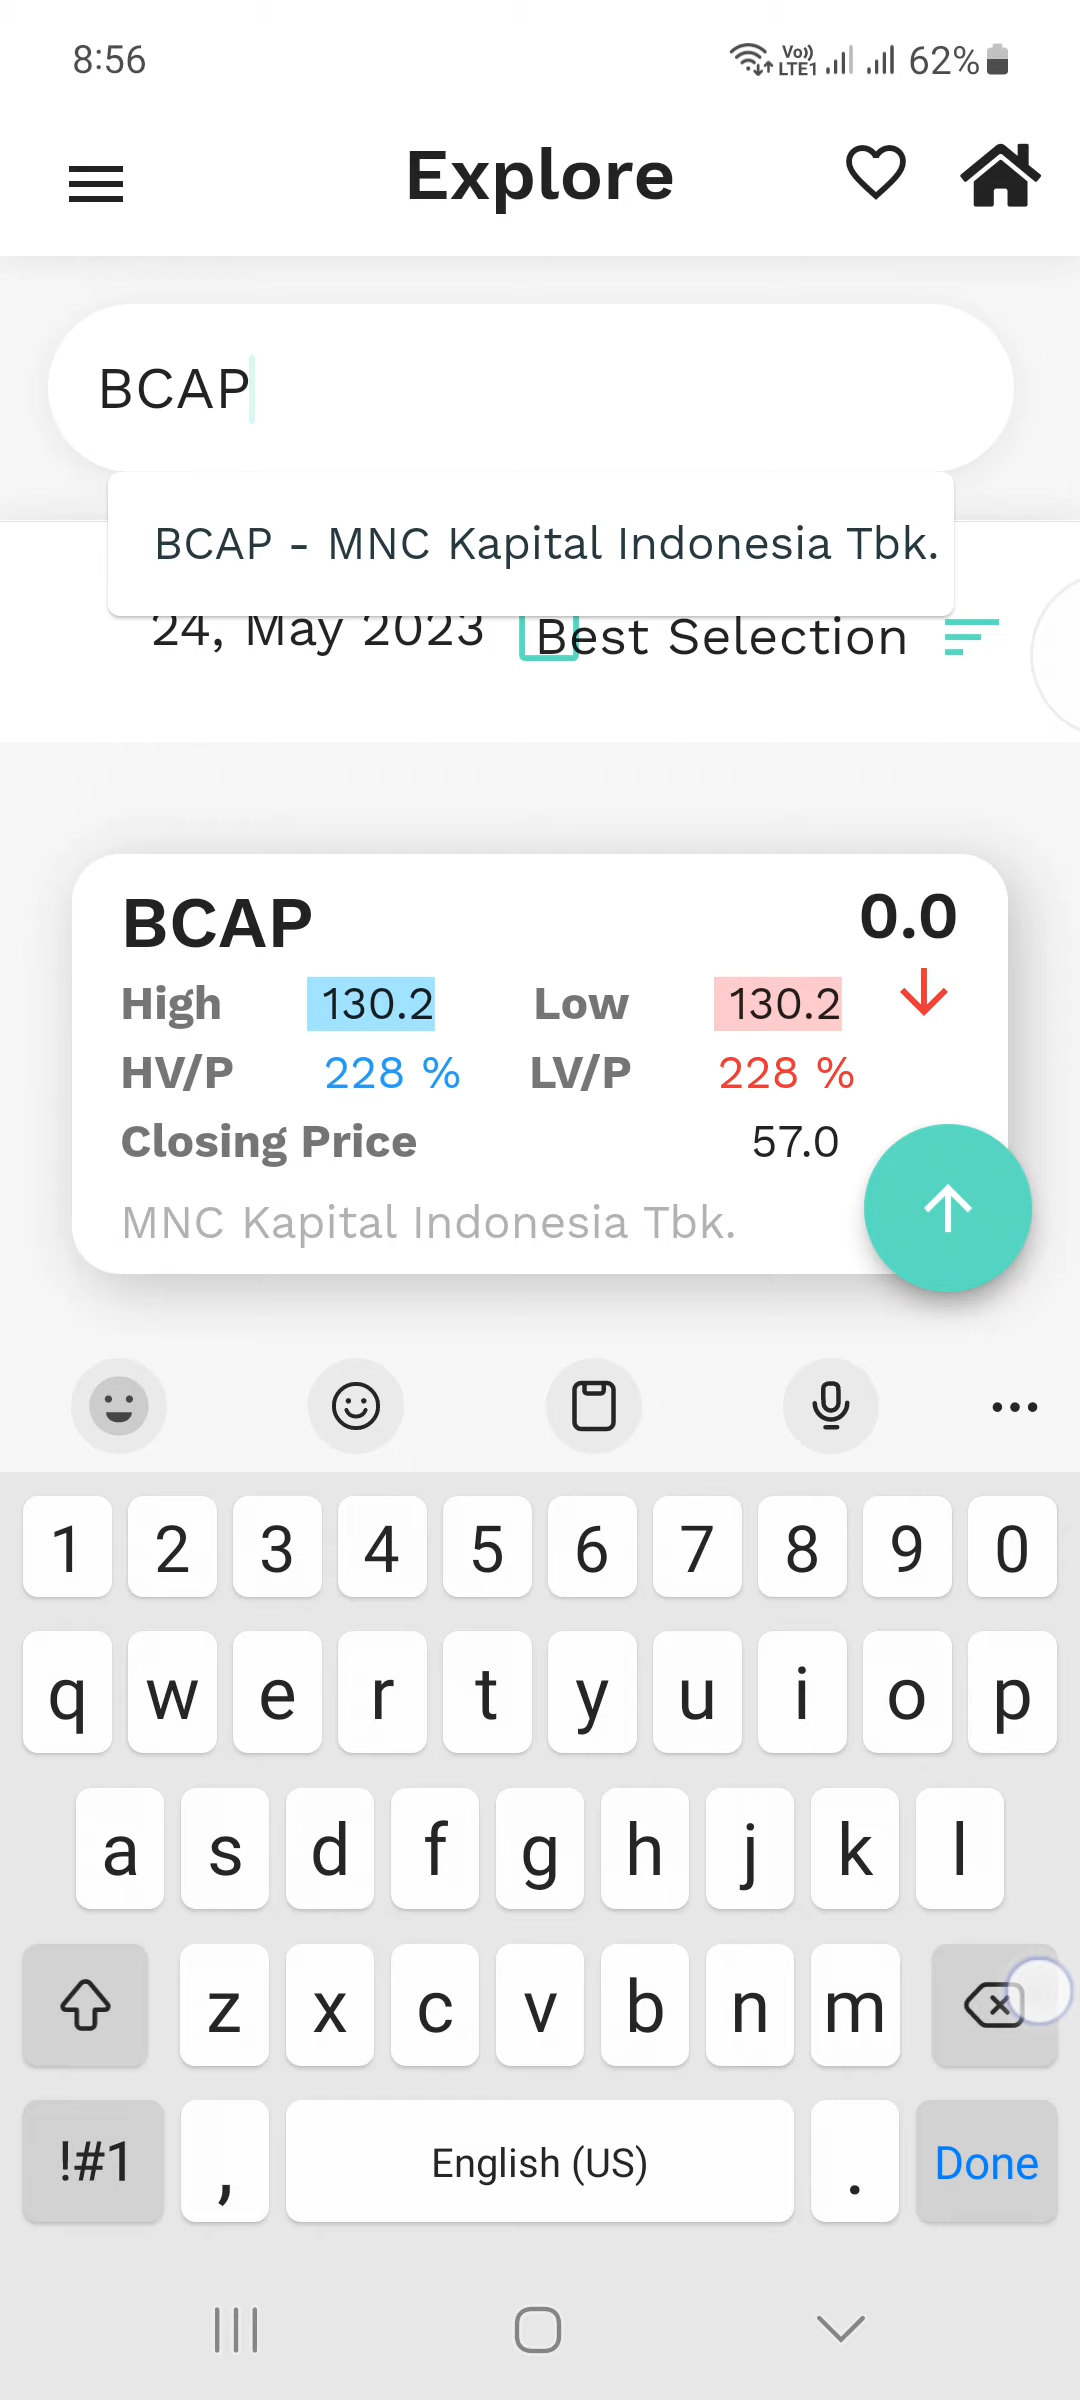 8:56
Vo)) LTE1 62%
Explore
BCAP
BCAP - MNC Kapital Indonesia Tbk.
24, May 2023 Best Selection
BCAP 0.0
High 130.2 Low 130.2
HV/P 228 % LV/P 228 %
Closing Price 57.0
MNC Kapital Indonesia Tbk.
1 2 3 4 5 6 7 8 9 0
q w e r t y u i o p
a s d f g h j k l
z x c v b n m
!#1 , English (US) . Done